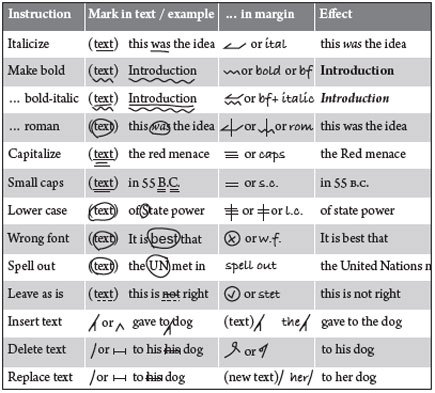 Instruction Mark in text / example ... in margin Effect
Italicize (text) this was the idea or ital this was the idea
Make bold (text) Introduction or bold or bf Introduction
... bold-italic (text) Introduction or bf+ italic Introduction
... roman (text) this was the idea or or rom this was the idea
Capitalize (text) the red menace or caps the Red menace
Small caps (text) in 55 B.C. or s.c. in 55 B.C.
Lower case (text) of State power or or l.c. of state power
Wrong font (text) It is best that or w.f. It is best that
Spell out (text) the UN met in spell out the United Nations
Leave as is (text) this is not right or stet this is not right
Insert text / or ^ gave to/dog (text)/ the/ gave to the dog
Delete text / or to his his dog or to his dog
Replace text / or to his dog (new text)/ her/ to her dog